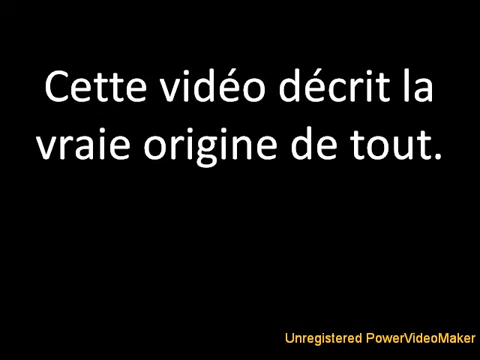 Cette vidéo décrit la
vraie origine de tout.
Unregistered PowerVideoMaker